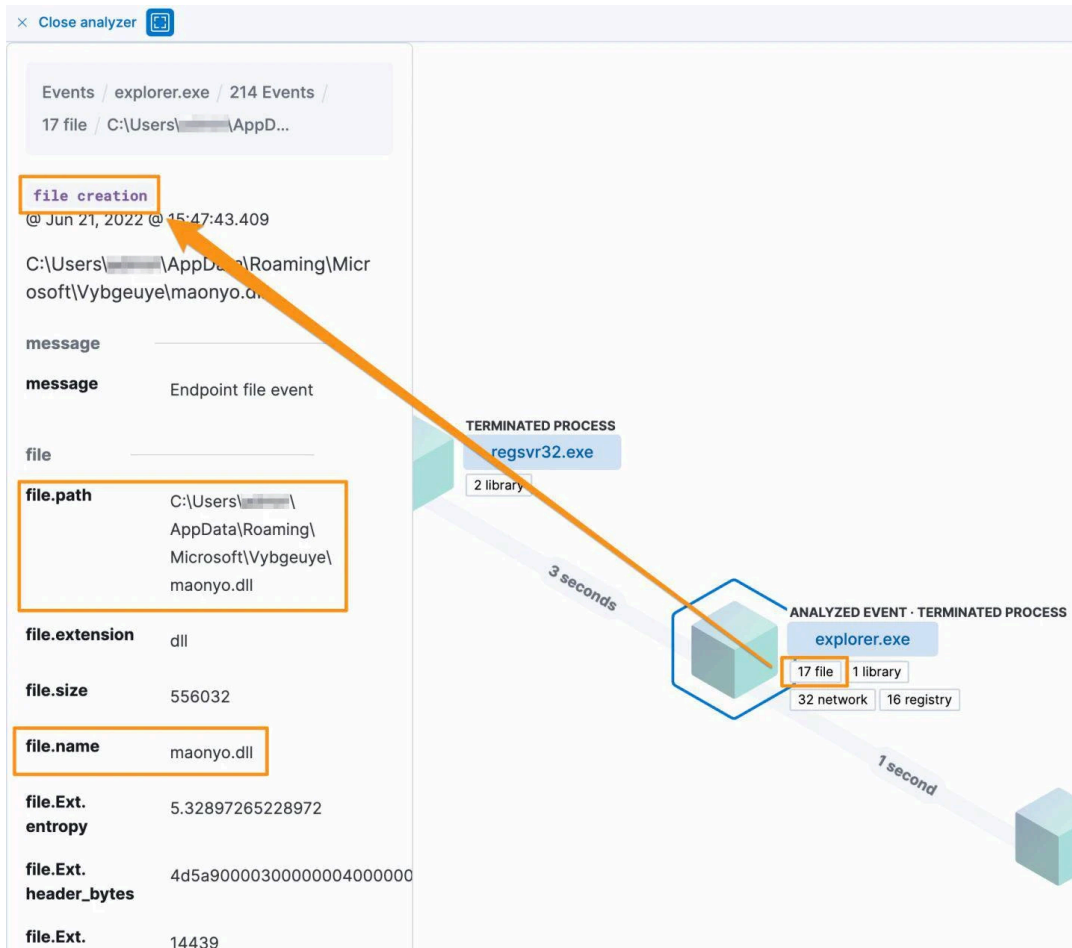 × Close analyzer
Events / explorer.exe / 214 Events /
17 file / C:\Users\ \AppD...
file creation
@ Jun 21, 2022 @ 15:47:43.409
C:\Users\ \AppData\Roaming\Micr
osoft\Vybgeuye\maonyo.dll
message
message Endpoint file event
file
file.path C:\Users\ \
AppData\Roaming\
Microsoft\Vybgeuye\
maonyo.dll
file.extension dll
file.size 556032
file.name maonyo.dll
file.Ext.
entropy 5.32897265228972
file.Ext.
header_bytes 4d5a90000300000004000000
file.Ext. 14439
TERMINATED PROCESS
regsvr32.exe
2 library
3 seconds
ANALYZED EVENT · TERMINATED PROCESS
explorer.exe
17 file 1 library
32 network 16 registry
1 second